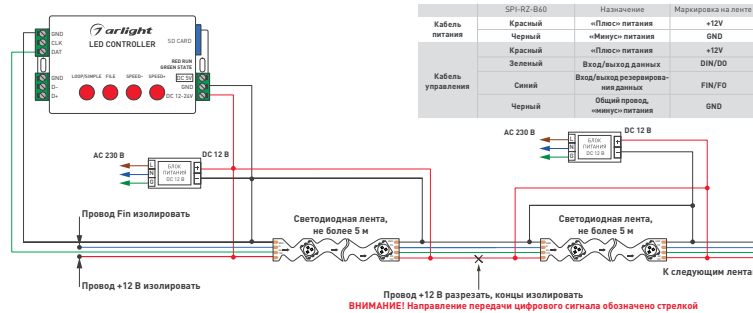 GND
CLK
DAT
arlight
LED CONTROLLER
SD CARD
RED RUN
GREEN STATE
GND
D-
D+
LOOP/SIMPLE FILE SPEED- SPEED+
DC 5V
GND
DC 12-24V
SPI-RZ-B60 Назначение Маркировка на ленте
Кабель питания
Красный «Плюс» питания +12V
Черный «Минус» питания GND
Кабель управления
Красный «Плюс» питания +12V
Зеленый Вход/выход данных DIN/DO
Синий Вход/выход резервирова-
ния данных FIN/FO
Черный Общий провод,
«минус» питания GND
AC 230 В
L
N
G
БЛОК
ПИТАНИЯ
DC 12 В
DC 12 В
+
-
AC 230 В
L
N
G
БЛОК
ПИТАНИЯ
DC 12 В
DC 12 В
+
-
Провод Fin изолировать
Светодиодная лента,
не более 5 м
Светодиодная лента,
не более 5 м
Провод +12 В изолировать
К следующим лента
Провод +12 В разрезать, концы изолировать
ВНИМАНИЕ! Направление передачи цифрового сигнала обозначено стрелкой